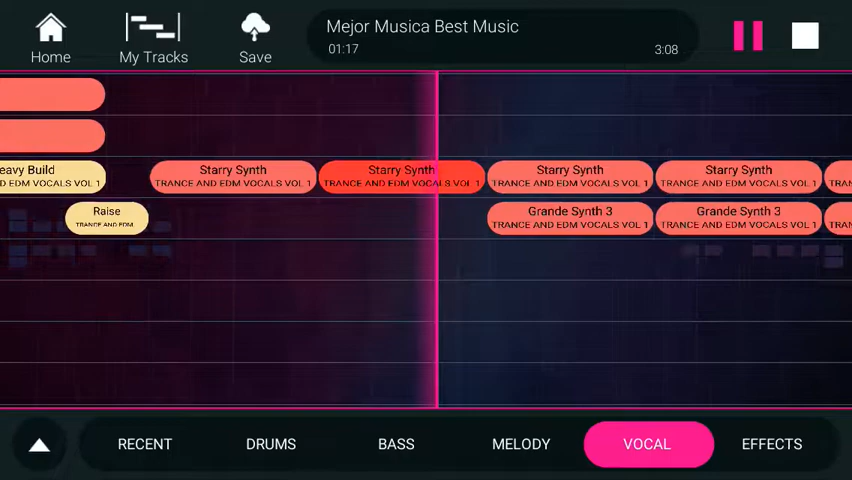 Home
My Tracks
Save
Mejor Musica Best Music
01:17
3:08
eavy Build
D EDM VOCALS VOL 1
Starry Synth
TRANCE AND EDM VOCALS VOL 1
Starry Synth
TRANCE AND EDM VOCALS VOL 1
Starry Synth
TRANCE AND EDM VOCALS VOL 1
Starry Synth
TRANCE AND EDM VOCALS VOL 1
TRA
Raise
TRANCE AND EDM..
Grande Synth 3
TRANCE AND EDM VOCALS VOL 1
Grande Synth 3
TRANCE AND EDM VOCALS VOL 1
TRA
RECENT
DRUMS
BASS
MELODY
VOCAL
EFFECTS